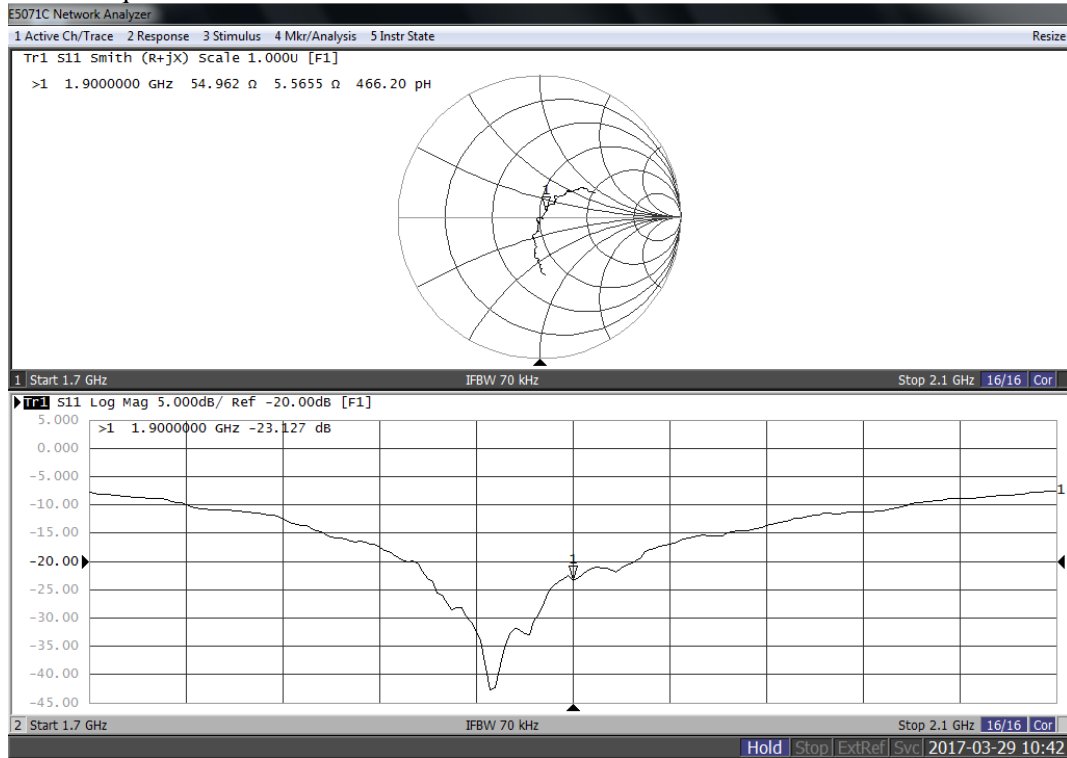 E5071C Network Analyzer
1 Active Ch/Trace 2 Response 3 Stimulus 4 Mkr/Analysis 5 Instr State Resize
Tr1 S11 Smith (R+jX) Scale 1.000U [F1]
>1 1.9000000 GHz 54.962 Ω 5.5655 Ω 466.20 pH
1
1 Start 1.7 GHz IFBW 70 kHz Stop 2.1 GHz 16/16 Cor
Tr1 S11 Log Mag 5.000dB/ Ref -20.00dB [F1]
5.000
>1 1.9000000 GHz -23.127 dB
0.000
-5.000
1
-10.00
-15.00
-20.00
1
-25.00
-30.00
-35.00
-40.00
-45.00
2 Start 1.7 GHz IFBW 70 kHz Stop 2.1 GHz 16/16 Cor
Hold Stop ExtRef Svc 2017-03-29 10:42